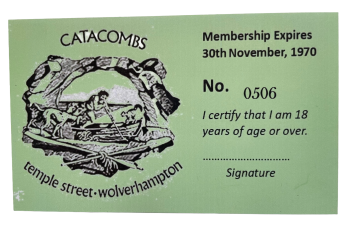 CATACOMBS
temple street · wolverhampton
Membership Expires
30th November, 1970
No. 0506
I certify that I am 18
years of age or over.
................................
Signature